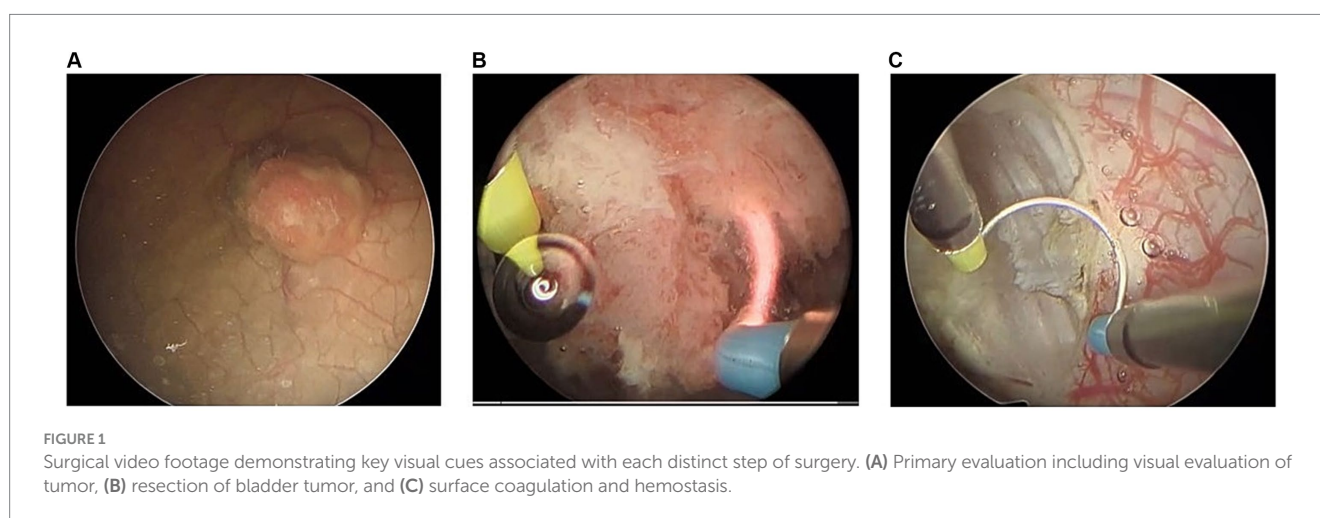 A
B
C
FIGURE 1
Surgical video footage demonstrating key visual cues associated with each distinct step of surgery. (A) Primary evaluation including visual evaluation of
tumor, (B) resection of bladder tumor, and (C) surface coagulation and hemostasis.